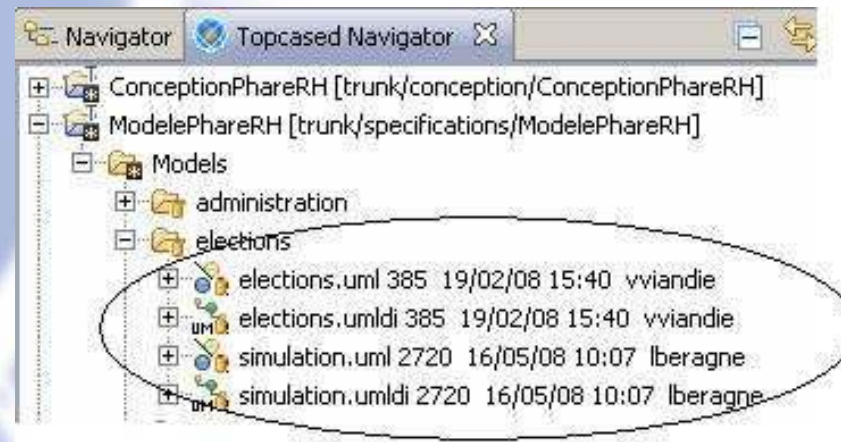 Navigator Topcased Navigator
ConceptionPhareRH [trunk/conception/ConceptionPhareRH]
ModelePhareRH [trunk/specifications/ModelePhareRH]
Models
administration
elections
elections.uml 385 19/02/08 15:40 vviandie
elections.umldi 385 19/02/08 15:40 vviandie
simulation.uml 2720 16/05/08 10:07 lberagne
simulation.umldi 2720 16/05/08 10:07 lberagne